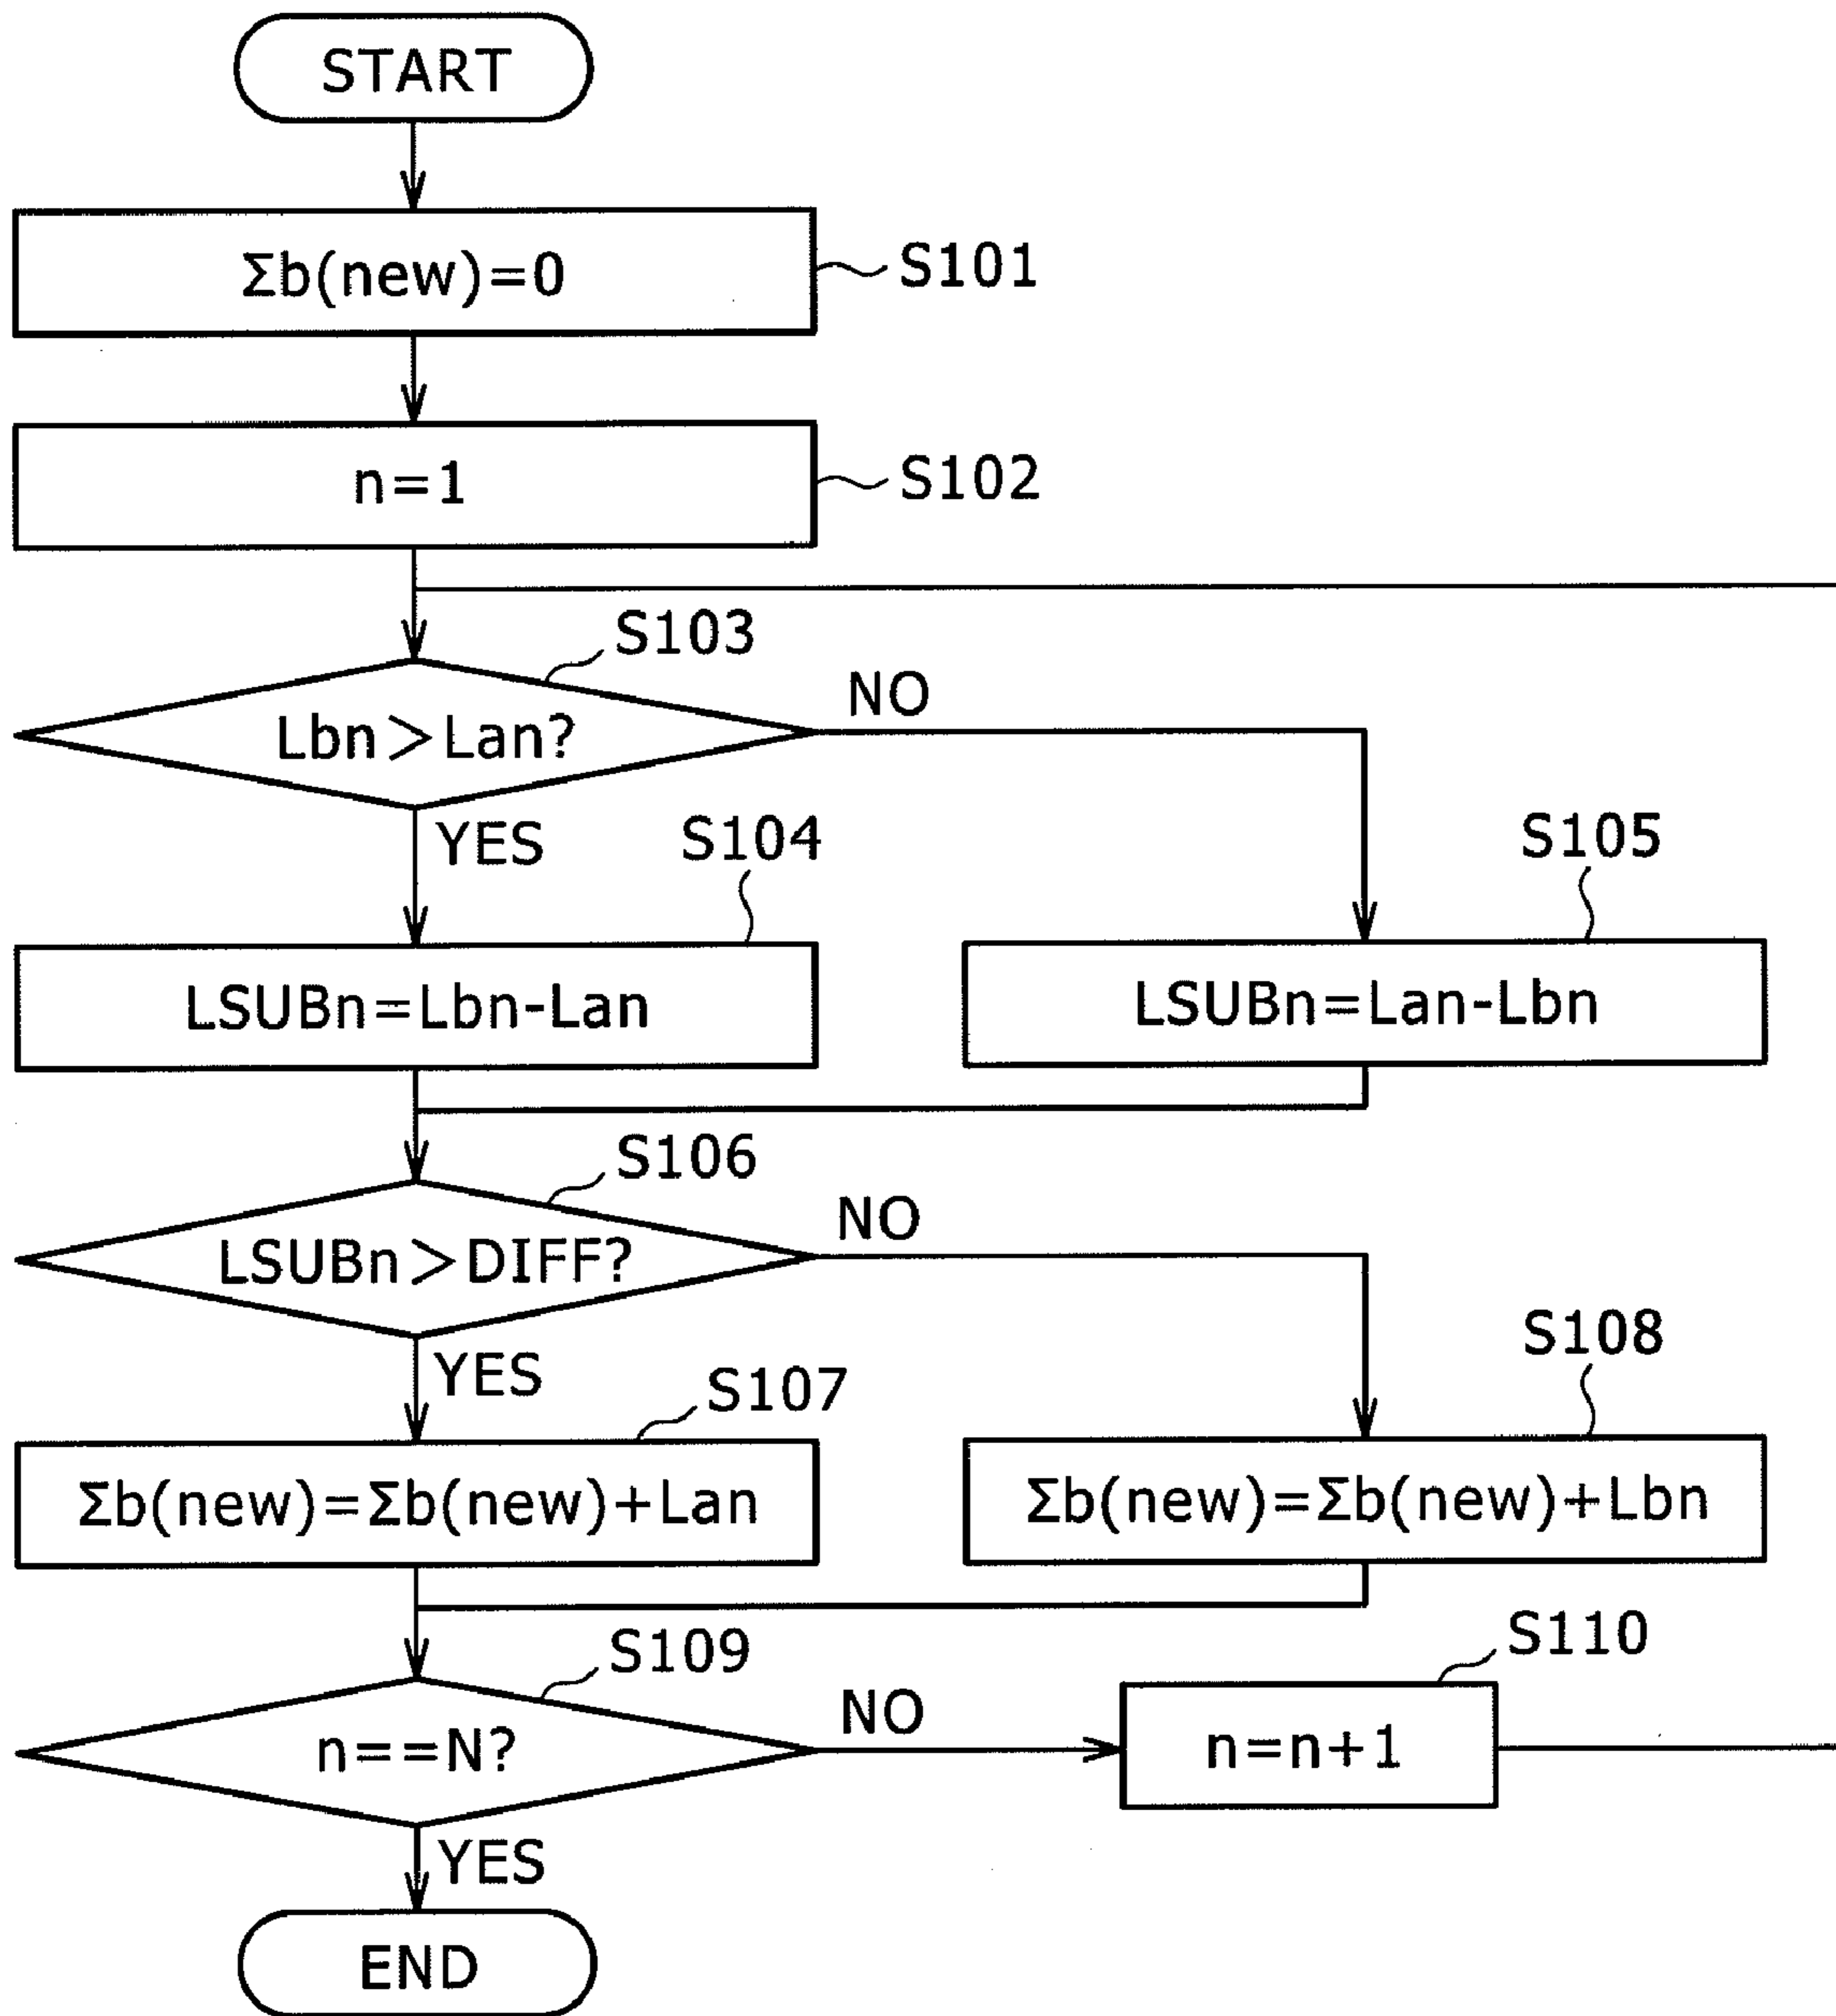 START
Σb(new)=0
S101
n=1
S102
S103
Lbn>Lan?
NO
YES
S104
S105
LSUBn=Lbn-Lan
LSUBn=Lan-Lbn
S106
LSUBn>DIFF?
NO
YES
S107
S108
Σb(new)=Σb(new)+Lan
Σb(new)=Σb(new)+Lbn
S109
S110
n==N?
NO
n=n+1
YES
END